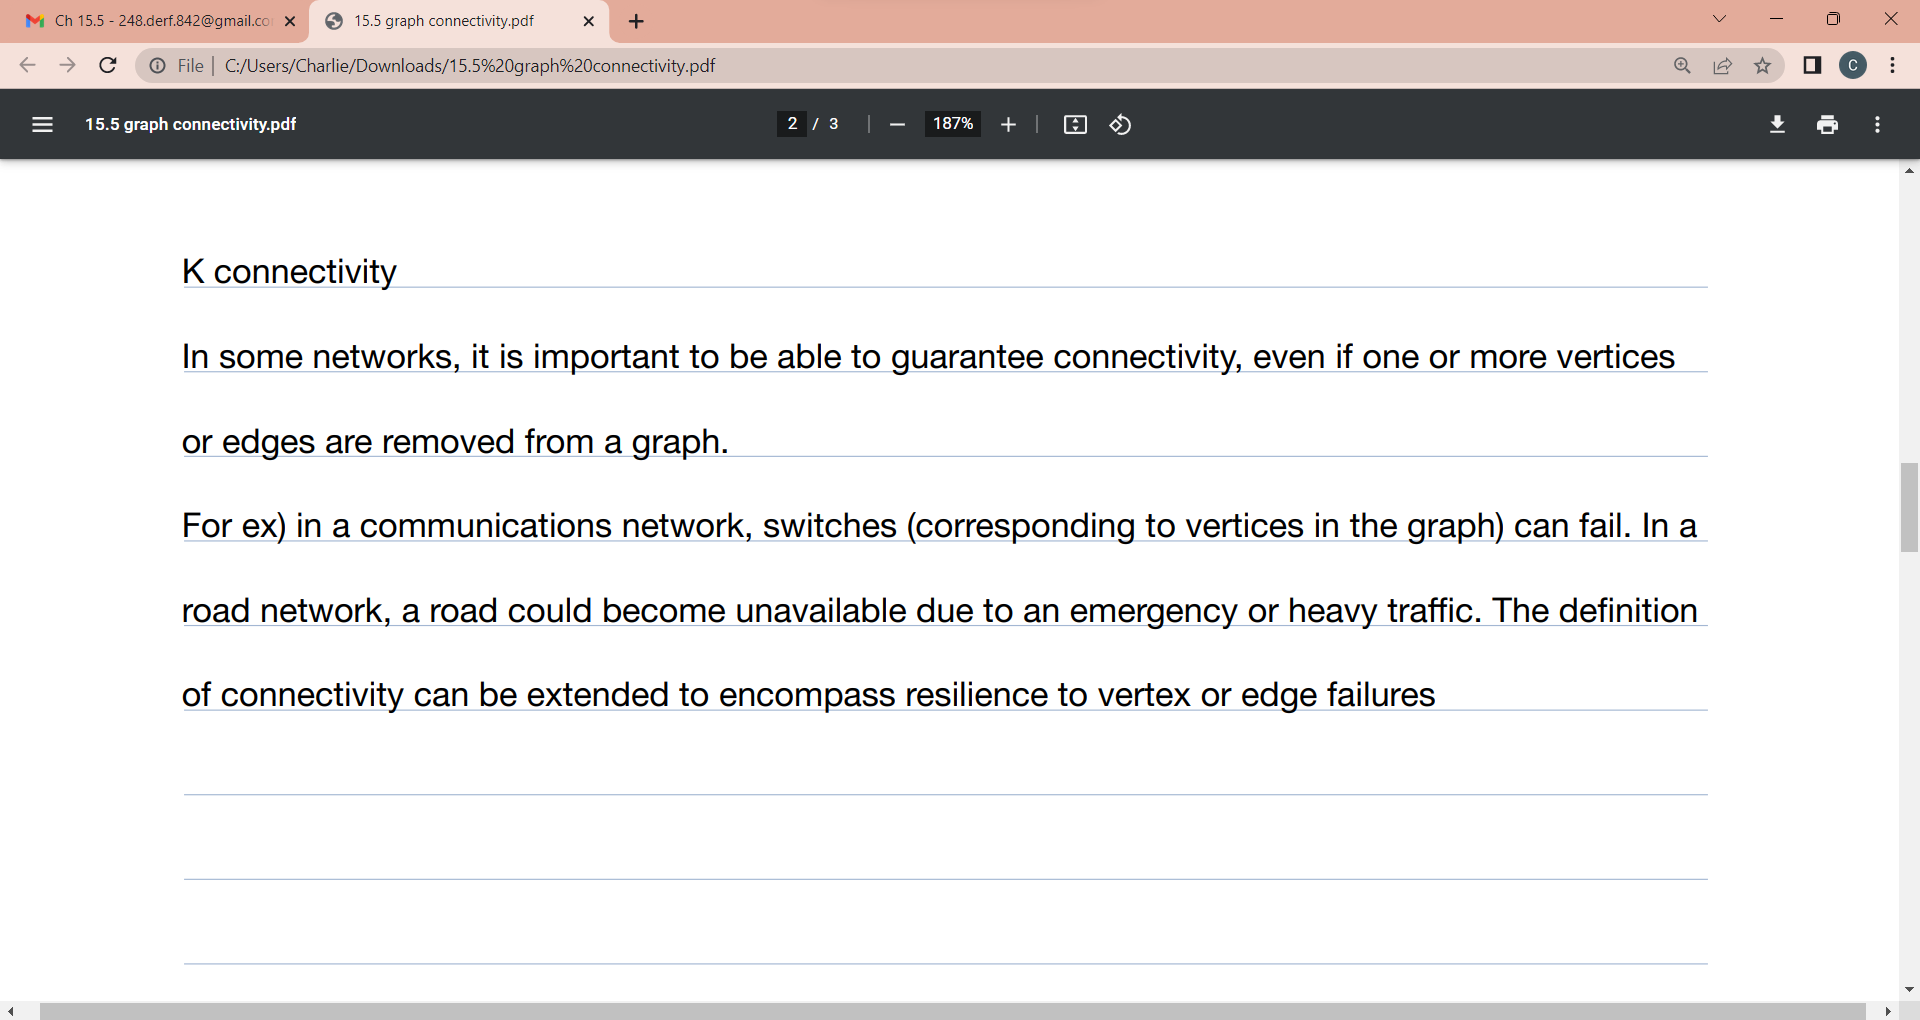 Ch 15.5 - 248.derf.842@gmail.co
15.5 graph connectivity.pdf
File
C:/Users/Charlie/Downloads/15.5%20graph%20connectivity.pdf
C
15.5 graph connectivity.pdf
2 / 3
187%
K connectivity
In some networks, it is important to be able to guarantee connectivity, even if one or more vertices
or edges are removed from a graph.
For ex) in a communications network, switches (corresponding to vertices in the graph) can fail. In a
road network, a road could become unavailable due to an emergency or heavy traffic. The definition
of connectivity can be extended to encompass resilience to vertex or edge failures